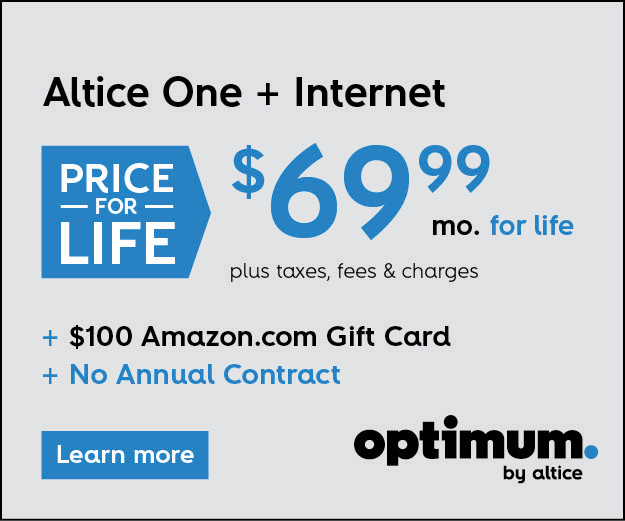 Altice One + Internet
PRICE
FOR
LIFE
$69 99
mo. for life
plus taxes, fees & charges
+ $100 Amazon.com Gift Card
+ No Annual Contract
Learn more
optimum.
by altice